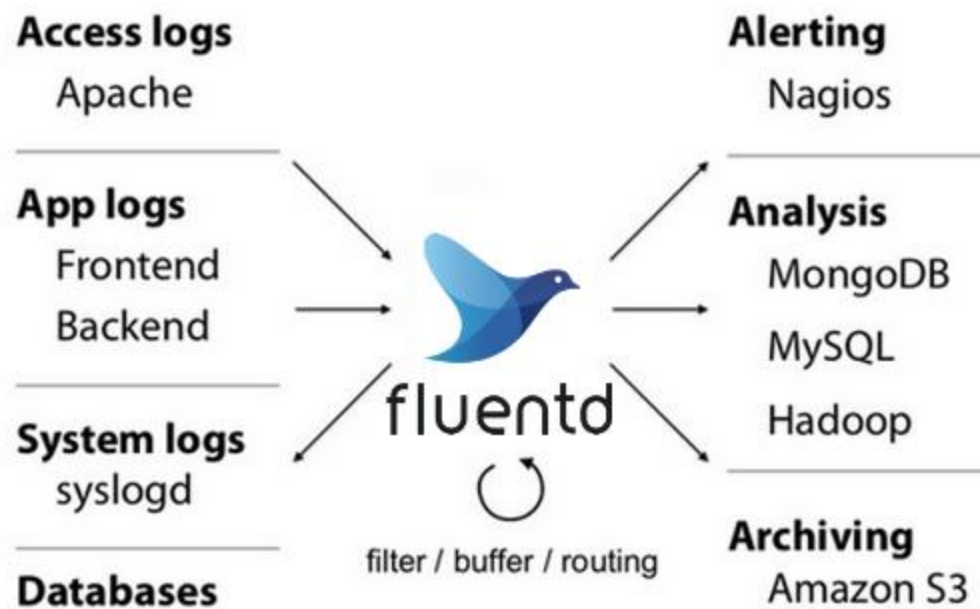 Access logs
Apache
App logs
Frontend
Backend
System logs
syslogd
Databases
fluentd
filter / buffer / routing
Alerting
Nagios
Analysis
MongoDB
MySQL
Hadoop
Archiving
Amazon S3